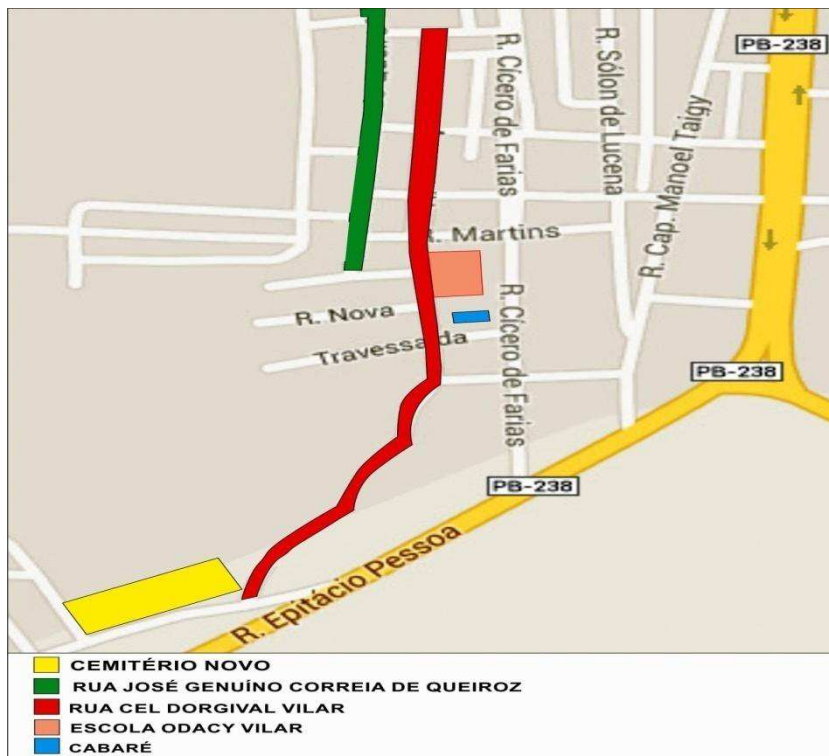 PB-238
R. Cícero de Farias
R. Sólon de Lucena
R. Cap. Manoel Taigy
R. Martins
R. Nova
R. Cícero de Farias
Travessa da
PB-238
PB-238
R. Epitácio Pessoa
CEMITÉRIO NOVO
RUA JOSÉ GENUÍNO CORREIA DE QUEIROZ
RUA CEL DORGIVAL VILAR
ESCOLA ODACY VILAR
CABARÉ